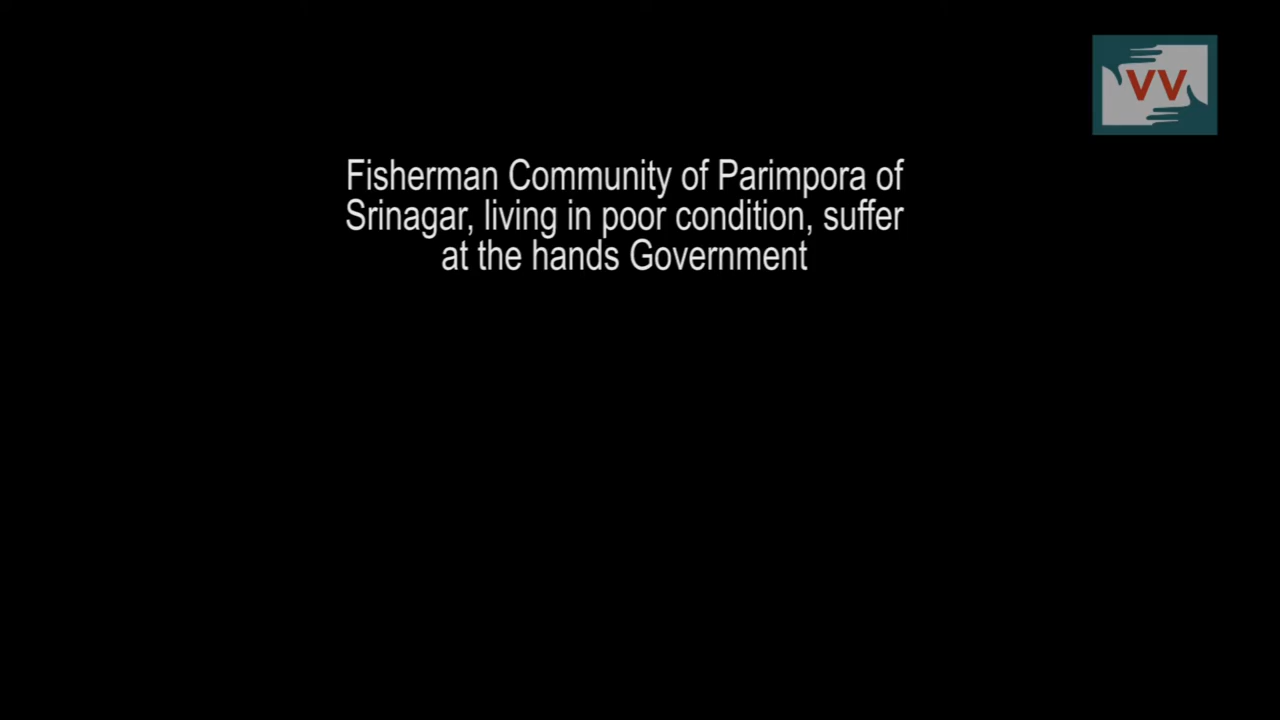 VV
Fisherman Community of Parimpora of
Srinagar, living in poor condition, suffer
at the hands Government